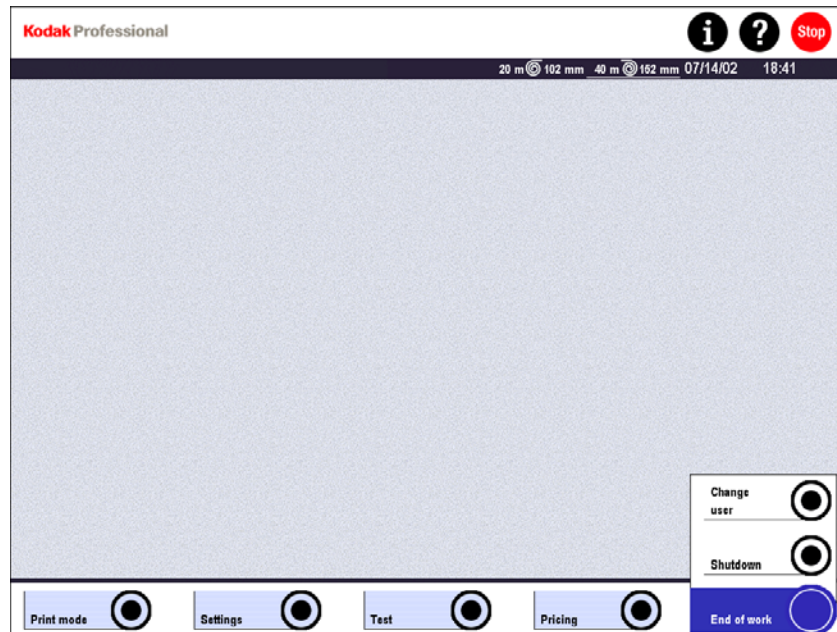 Kodak Professional
i ? Stop
20 m 102 mm 40 m 152 mm 07/14/02 18:41
Change
user
Shutdown
Print mode Settings Test Pricing End of work